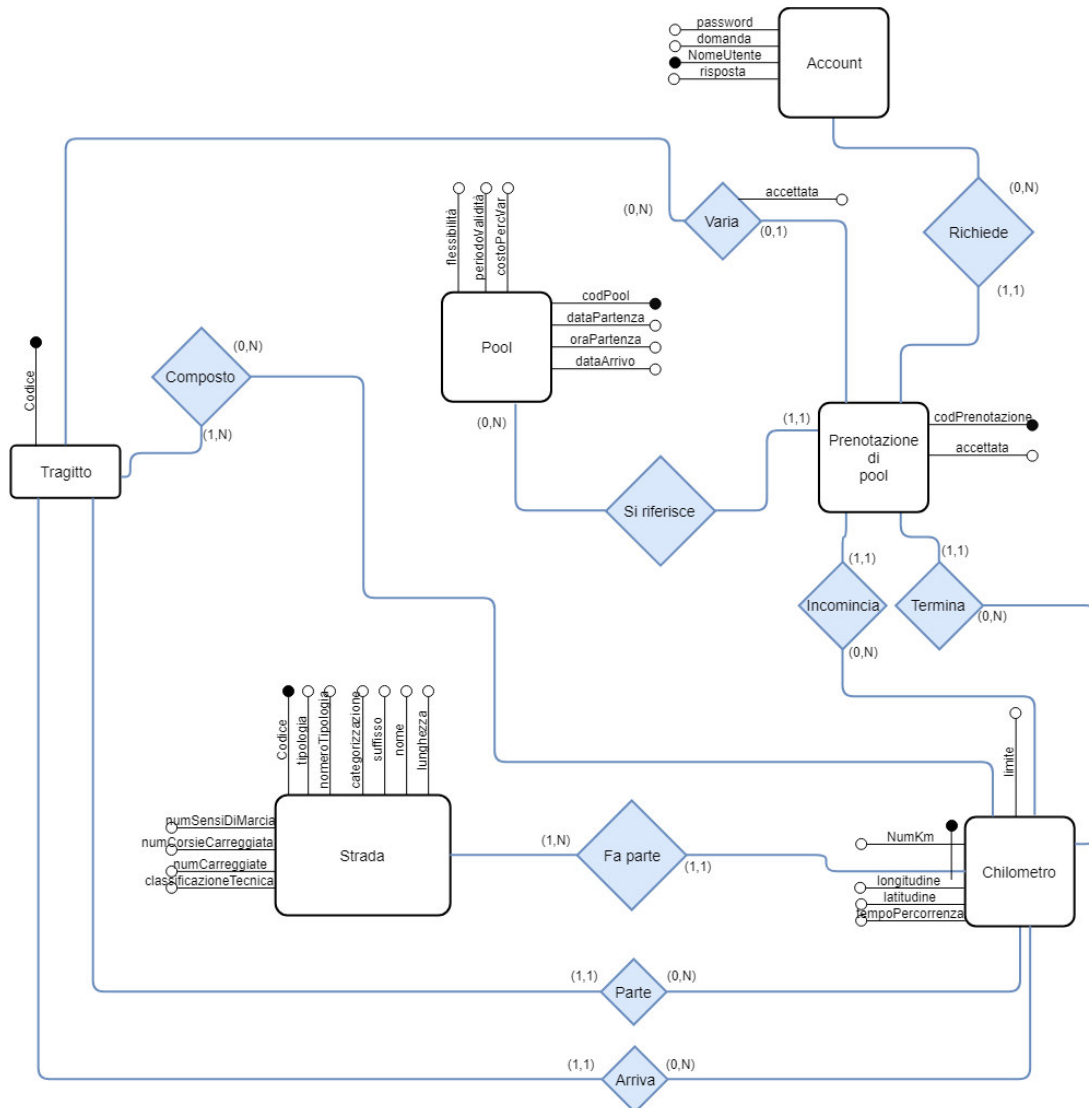 password
domanda
NomeUtente
risposta
Account
(0,N)
Richiede
(1,1)
accettata
(0,N)
Varia
(0,1)
flessibilità
periodoValidità
costoPercVar
codPool
dataPartenza
oraPartenza
dataArrivo
Pool
(0,N)
Codice
Composto
(0,N)
(1,N)
Tragitto
(1,1)
Prenotazione
di
pool
codPrenotazione
accettata
Si riferisce
(1,1)
(1,1)
Incomincia
Termina
(0,N)
(0,N)
Codice
tipologia
nomeroTipologia
categorizzazione
suffisso
nome
lunghezza
numSensiDiMarcia
numCorsieCarreggiata
numCarreggiate
classificazioneTecnica
Strada
(1,N)
Fa parte
(1,1)
limite
NumKm
longitudine
latitudine
tempoPercorrenza
Chilometro
(1,1)
Parte
(0,N)
(1,1)
Arriva
(0,N)